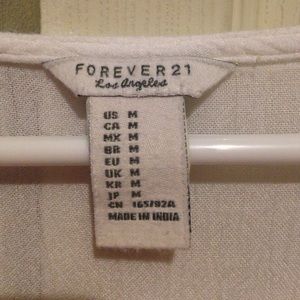 FOREVER 21
Los Angeles
US M
CA M
MX M
BR M
EU M
UK M
KR M
JP M
CN 165/92A
MADE IN INDIA